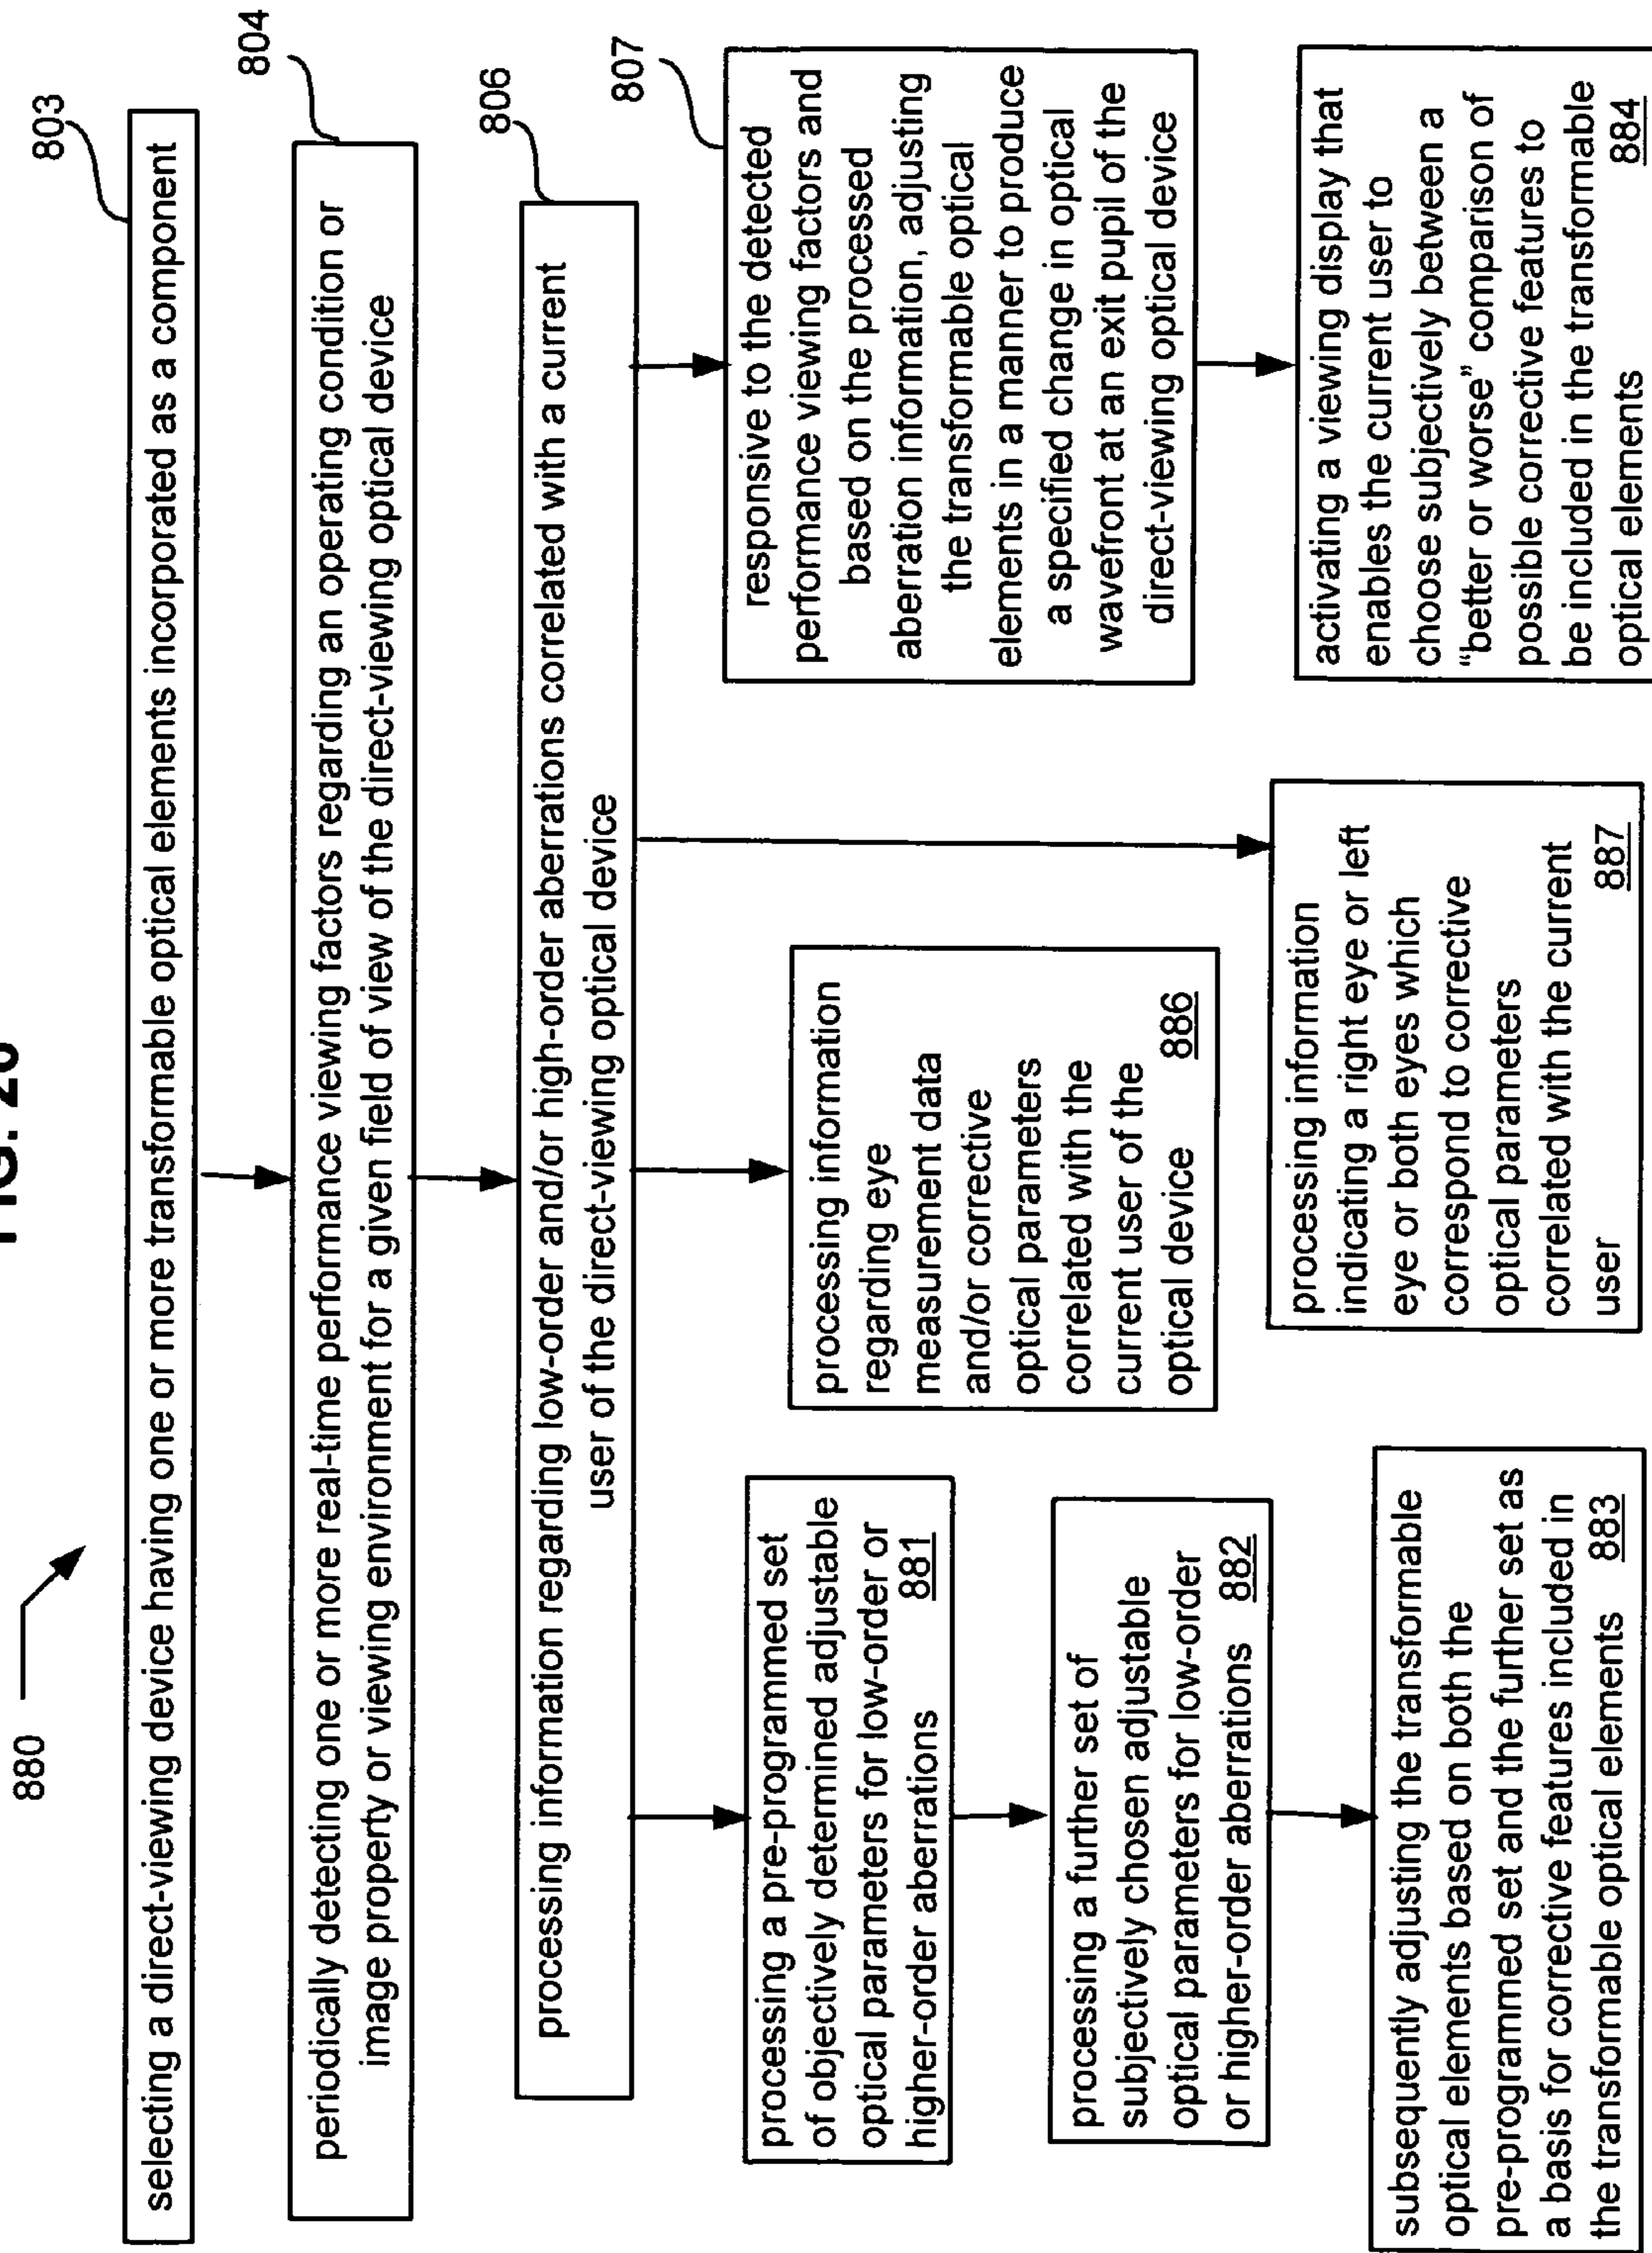 FIG.
880
803
selecting a direct-viewing device having one or more transformable optical elements incorporated as a component
804
periodically detecting one or more real-time performance viewing factors regarding an operating condition or
image property or viewing environment for a given field of view of the direct-viewing optical device
806
processing information regarding low-order and/or high-order aberrations correlated with a current
user of the direct-viewing optical device
processing a pre-programmed set
of objectively determined adjustable
optical parameters for low-order or
higher-order aberrations 881
processing a further set of
subjectively chosen adjustable
optical parameters for low-order
or higher-order aberrations 882
subsequently adjusting the transformable
optical elements based on both the
pre-programmed set and the further set as
a basis for corrective features included in
the transformable optical elements 883
processing information
regarding eye
measurement data
and/or corrective
optical parameters
correlated with the
current user of the
optical device 886
processing information
indicating a right eye or left
eye or both eyes which
correspond to corrective
optical parameters
correlated with the current
user 887
807
responsive to the detected
performance viewing factors and
based on the processed
aberration information, adjusting
the transformable optical
elements in a manner to produce
a specified change in optical
wavefront at an exit pupil of the
direct-viewing optical device
activating a viewing display that
enables the current user to
choose subjectively between a
“better or worse” comparison of
possible corrective features to
be included in the transformable
optical elements 884